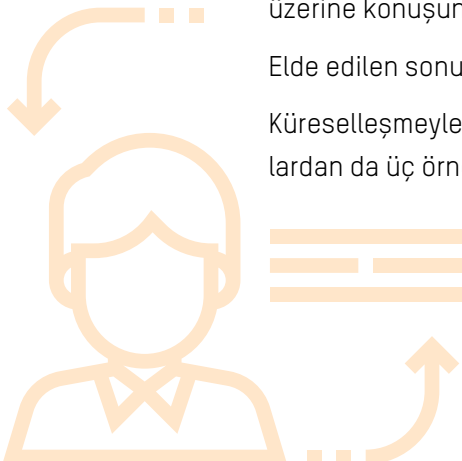 üzerine konuşun
Elde edilen sonu
Küreselleşmeyle
lardan da üç örn